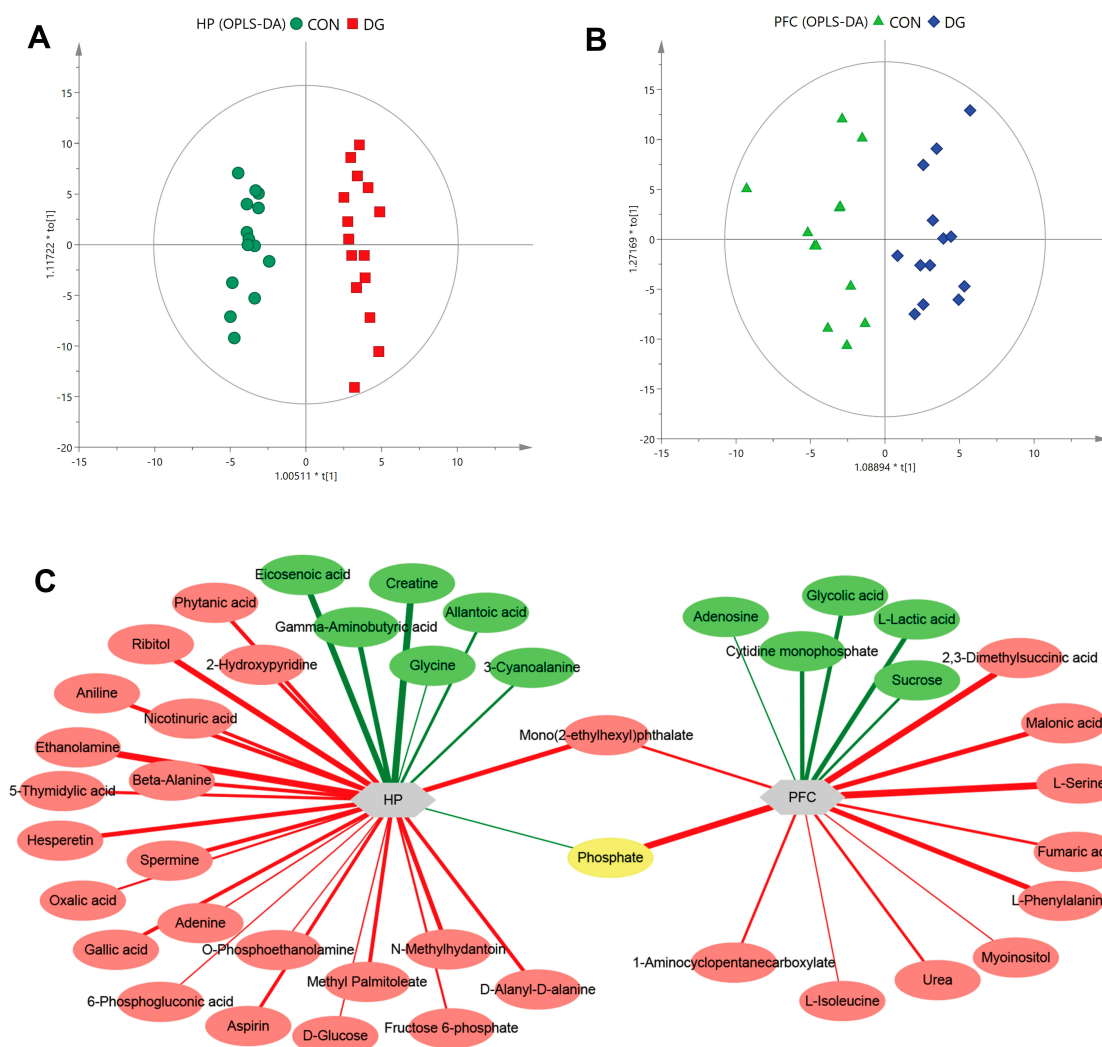 A
HP (OPLS-DA) CON DG
15
10
5
0
-5
-10
-15
-20
-15
-10
-5
0
5
10
1.11722 * to[1]
1.00511 * t[1]
B
PFC (OPLS-DA) CON DG
15
10
5
0
-5
-10
-15
-20
-15
-10
-5
0
5
10
1.27169 * to[1]
1.08894 * t[1]
C
Eicosenoic acid
Creatine
Phytanic acid
Gamma-Aminobutyric acid
Allantoic acid
Ribitol
2-Hydroxypyridine
Glycine
3-Cyanoalanine
Aniline
Nicotinuric acid
Ethanolamine
Beta-Alanine
5-Thymidylic acid
HP
Hesperetin
Spermine
Oxalic acid
Adenine
Gallic acid
O-Phosphoethanolamine
N-Methylhydantoin
6-Phosphogluconic acid
Methyl Palmitoleate
D-Alanyl-D-alanine
Aspirin
D-Glucose
Fructose 6-phosphate
Mono(2-ethylhexyl)phthalate
Phosphate
Adenosine
Glycolic acid
L-Lactic acid
Cytidine monophosphate
Sucrose
2,3-Dimethylsuccinic acid
Malonic acid
L-Serine
PFC
Fumaric ac
L-Phenylalanin
1-Aminocyclopentanecarboxylate
Myoinositol
Urea
L-Isoleucine